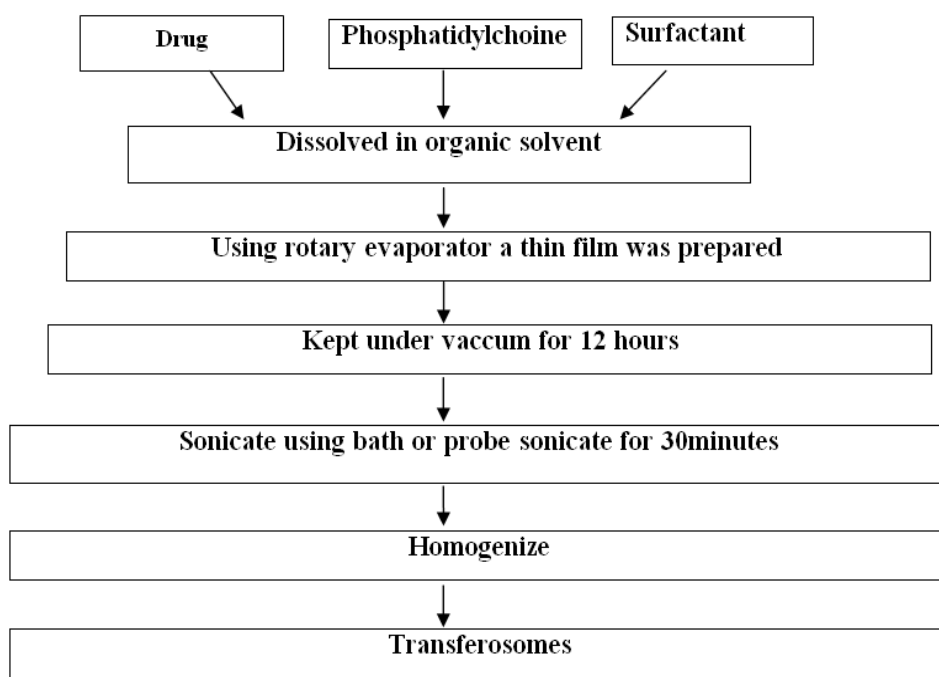 Drug
Phosphatidylchoine
Surfactant
Dissolved in organic solvent
Using rotary evaporator a thin film was prepared
Kept under vaccum for 12 hours
Sonicate using bath or probe sonicate for 30minutes
Homogenize
Transferosomes